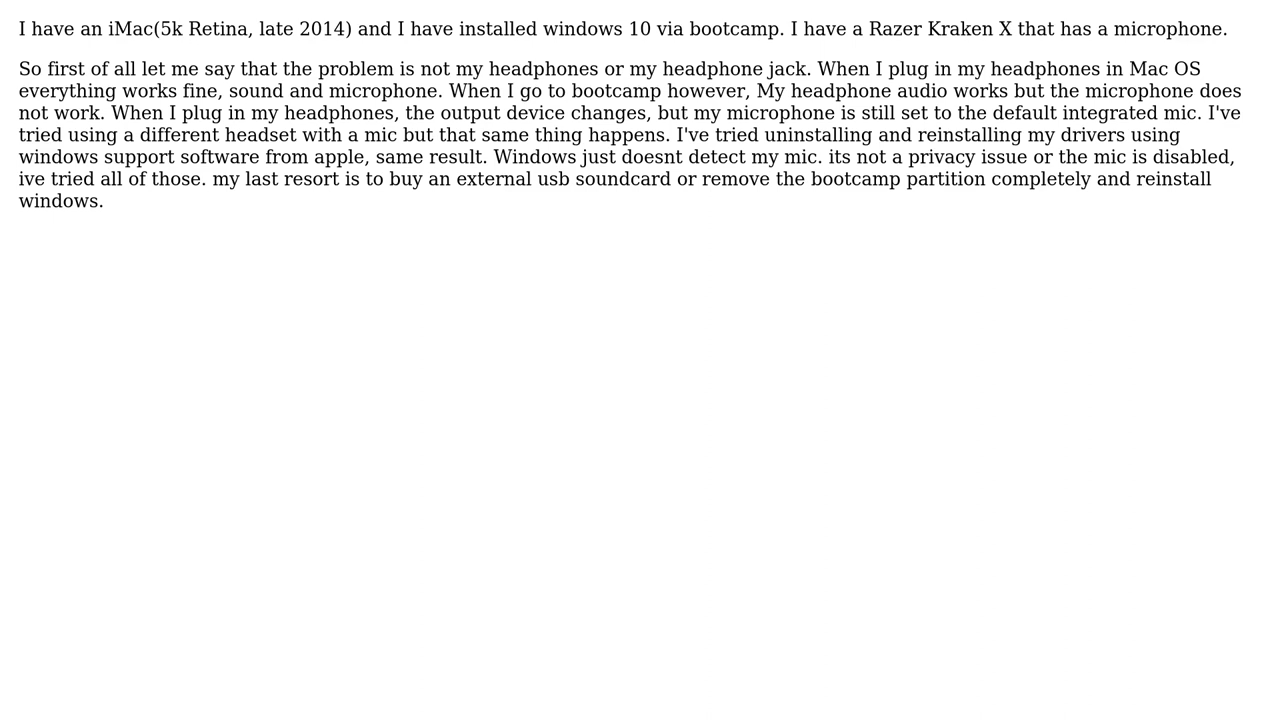 I have an iMac(5k Retina, late 2014) and I have installed windows 10 via bootcamp. I have a Razer Kraken X that has a microphone.
So first of all let me say that the problem is not my headphones or my headphone jack. When I plug in my headphones in Mac OS
everything works fine, sound and microphone. When I go to bootcamp however, My headphone audio works but the microphone does
not work. When I plug in my headphones, the output device changes, but my microphone is still set to the default integrated mic. I've
tried using a different headset with a mic but that same thing happens. I've tried uninstalling and reinstalling my drivers using
windows support software from apple, same result. Windows just doesnt detect my mic. its not a privacy issue or the mic is disabled,
ive tried all of those. my last resort is to buy an external usb soundcard or remove the bootcamp partition completely and reinstall
windows.